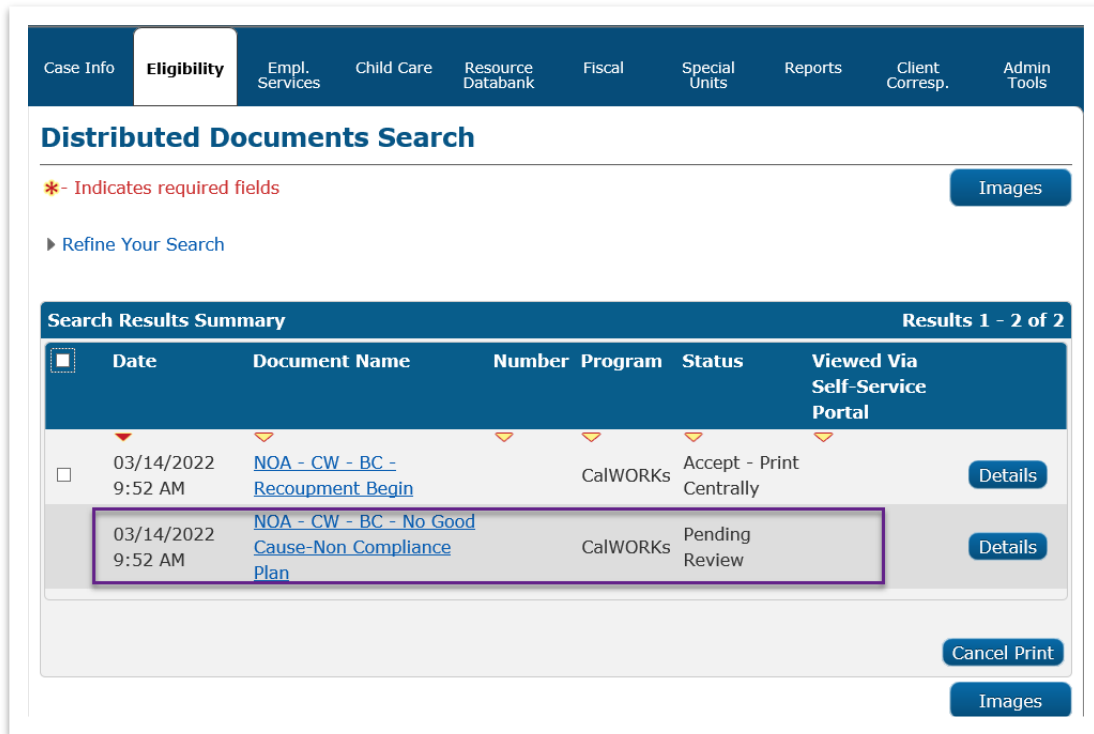 Case Info Eligibility Empl. Services Child Care Resource Databank Fiscal Special Units Reports Client Corresp. Admin Tools
Distributed Documents Search
*- Indicates required fields
Images
Refine Your Search
Search Results Summary Results 1 - 2 of 2
Date Document Name Number Program Status Viewed Via
Self-Service
Portal
03/14/2022 NOA - CW - BC - CalWORKs Accept - Print Details
9:52 AM Recoupment Begin Centrally
03/14/2022 NOA - CW - BC - No Good CalWORKs Pending Details
9:52 AM Cause-Non Compliance Review
Plan
Cancel Print
Images